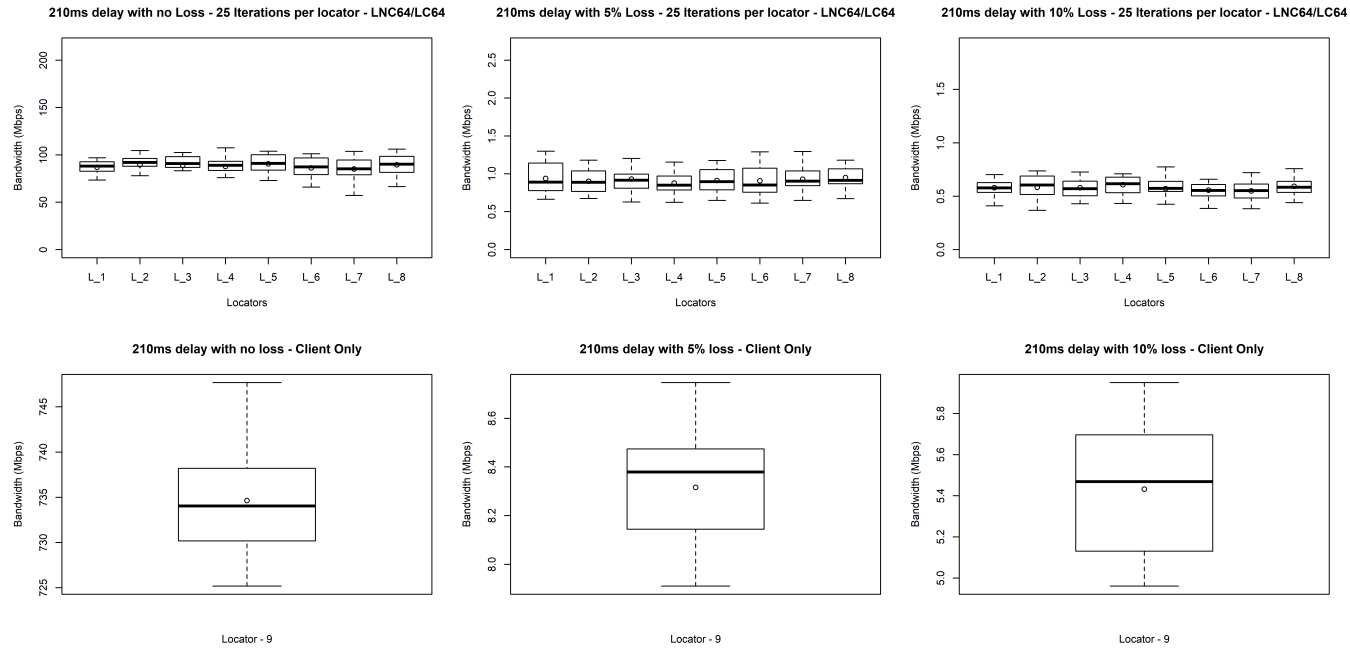 210ms delay with no Loss - 25 Iterations per locator - LNC64/LC64
Bandwidth (Mbps)
200
150
100
50
0
L_1 L_2 L_3 L_4 L_5 L_6 L_7 L_8
Locators
210ms delay with 5% Loss - 25 Iterations per locator - LNC64/LC64
Bandwidth (Mbps)
2.5
2.0
1.5
1.0
0.5
0.0
L_1 L_2 L_3 L_4 L_5 L_6 L_7 L_8
Locators
210ms delay with 10% Loss - 25 Iterations per locator - LNC64/LC64
Bandwidth (Mbps)
1.5
1.0
0.5
0.0
L_1 L_2 L_3 L_4 L_5 L_6 L_7 L_8
Locators
210ms delay with no loss - Client Only
Bandwidth (Mbps)
745
740
735
730
725
Locator - 9
210ms delay with 5% loss - Client Only
Bandwidth (Mbps)
8.6
8.4
8.2
8.0
Locator - 9
210ms delay with 10% loss - Client Only
Bandwidth (Mbps)
5.8
5.6
5.4
5.2
5.0
Locator - 9